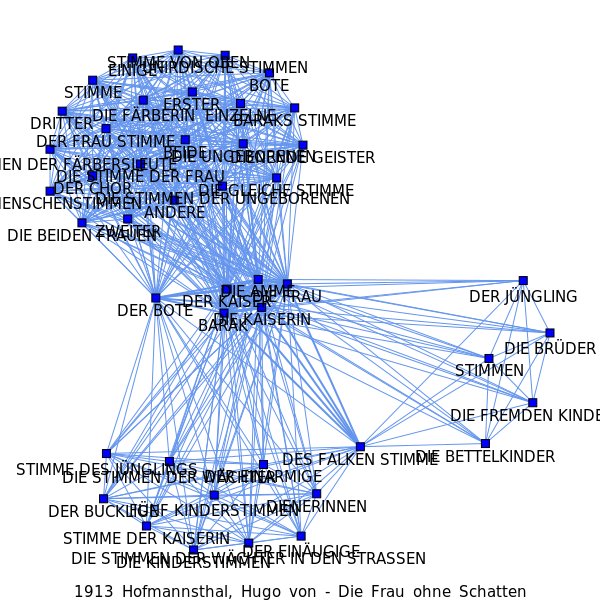 STIMME VON OBEN
EINIGE
UNIRDISCHE STIMMEN
BOTE
STIMME
ERSTER
DIE FÄRBERIN
EINZELNE
BARAKS STIMME
DRITTER
DER FRAU STIMME
BEIDE
DIE UNGEBORENEN
GEISTER
MEN DER FÄRBERSLEUTE
DIE STIMME DER FRAU
DER CHOR
DIE GLEICHE STIMME
DIE STIMMEN DER UNGEBORENEN
MENSCHENSTIMMEN
ANDERE
ZWEITER
DIE BEIDEN FRAUEN
DIE AMME
DIE FRAU
DER KAISER
DER BOTE
DIE KAISERIN
BARAK
DER JÜNGLING
DIE BRÜDER
STIMMEN
DIE FREMDEN KINDE
DIE BETTELKINDER
DES FALKEN STIMME
STIMME DES JÜNGLINGS
DIE STIMMEN DER WÄCHTER
DER EINARMIGE
DIENERINNEN
DER BUCKLIGE
FÜNF KINDERSTIMMEN
STIMME DER KAISERIN
DER EINÄUGIGE
DIE STIMMEN DER WÄCHTER IN DEN STRASSEN
DIE KINDERSTIMMEN
1913 Hofmannsthal, Hugo von - Die Frau ohne Schatten